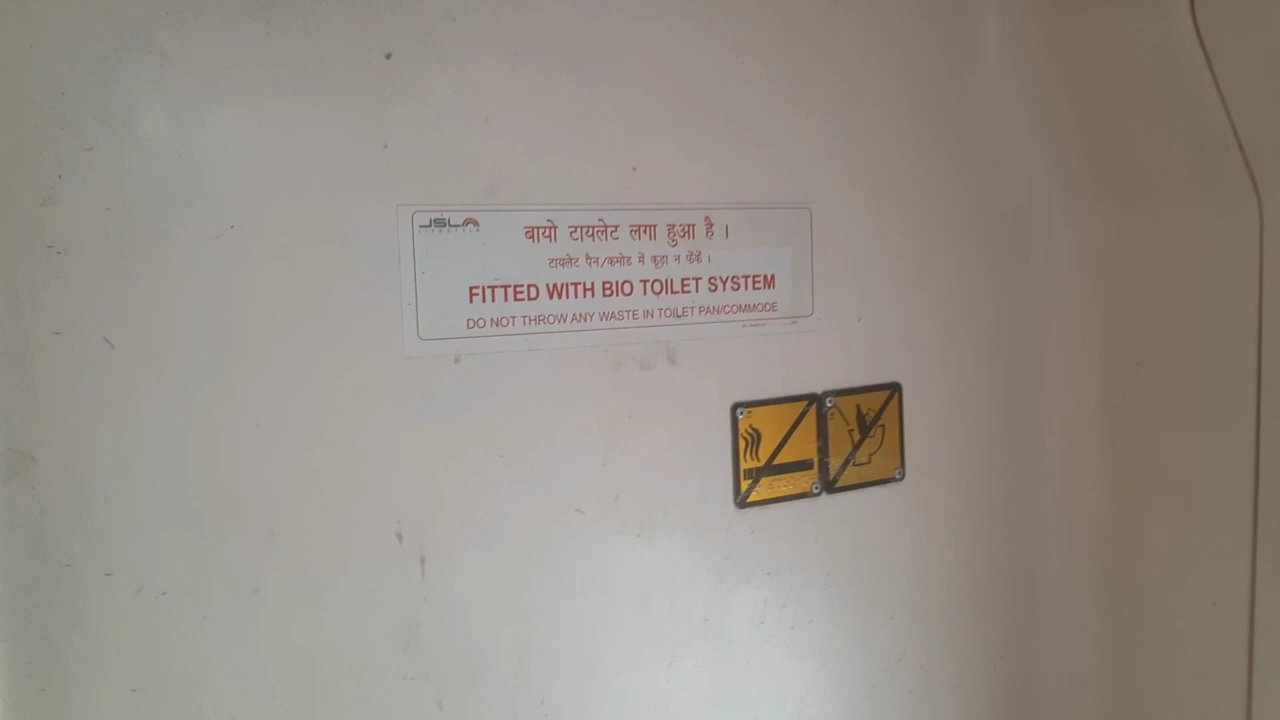 JSL
LIFESTYLE
बायो टायलेट लगा हुआ है ।
टायलेट पैन/कमोड में कूड़ा न फेंकें ।
FITTED WITH BIO TOILET SYSTEM
DO NOT THROW ANY WASTE IN TOILET PAN/COMMODE